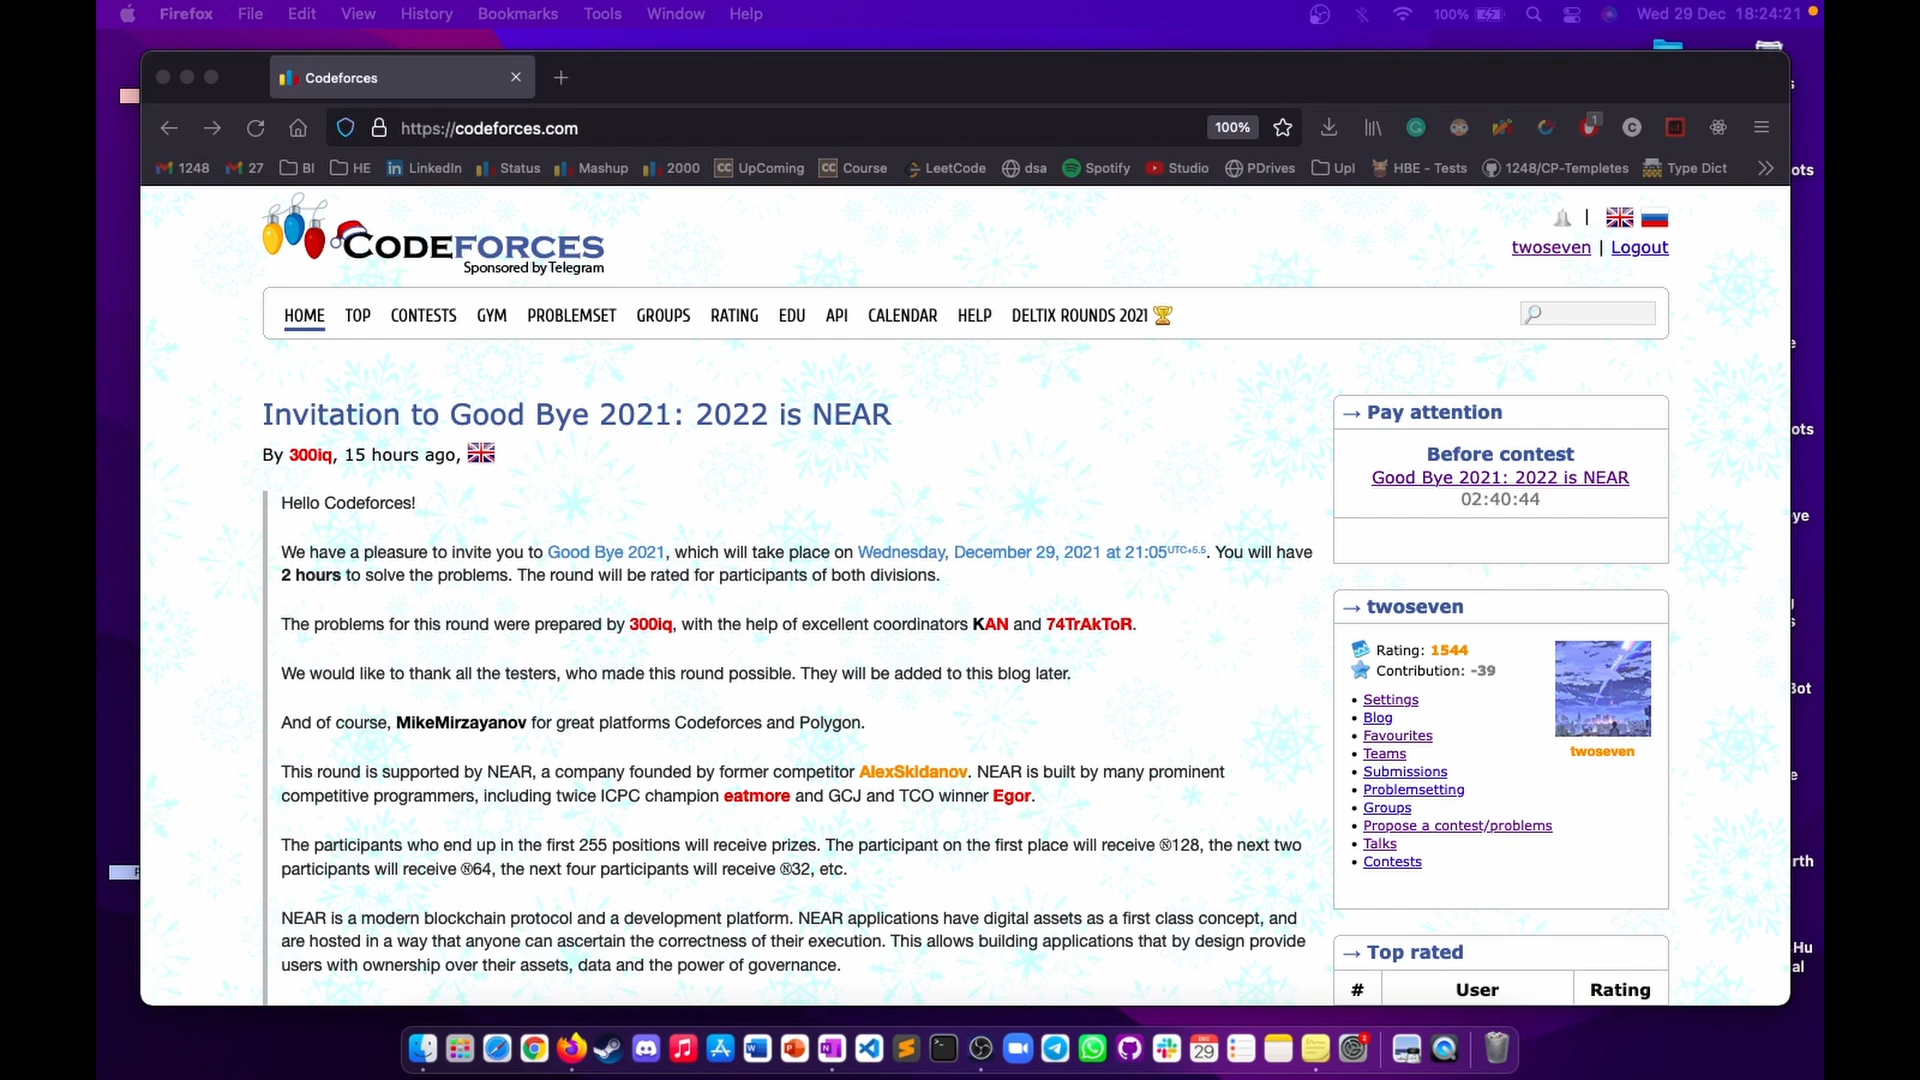 Firefox File Edit View History Bookmarks Tools Window Help 100% Wed 29 Dec 18:24:21
Codeforces
https://codeforces.com 100% 1
1248 27 BI HE LinkedIn Status Mashup 2000 UpComing Course LeetCode dsa Spotify Studio PDrives Upl HBE - Tests 1248/CP-Templetes Type Dict
CODEFORCES
Sponsored by Telegram
twoseven | Logout
HOME TOP CONTESTS GYM PROBLEMSET GROUPS RATING EDU API CALENDAR HELP DELTIX ROUNDS 2021
Invitation to Good Bye 2021: 2022 is NEAR
By 300iq, 15 hours ago,
Hello Codeforces!
We have a pleasure to invite you to Good Bye 2021, which will take place on Wednesday, December 29, 2021 at 21:05UTC+5.5. You will have
2 hours to solve the problems. The round will be rated for participants of both divisions.
The problems for this round were prepared by 300iq, with the help of excellent coordinators KAN and 74TrAkToR.
We would like to thank all the testers, who made this round possible. They will be added to this blog later.
And of course, MikeMirzayanov for great platforms Codeforces and Polygon.
This round is supported by NEAR, a company founded by former competitor AlexSkidanov. NEAR is built by many prominent
competitive programmers, including twice ICPC champion eatmore and GCJ and TCO winner Egor.
The participants who end up in the first 255 positions will receive prizes. The participant on the first place will receive Ⓝ128, the next two
participants will receive Ⓝ64, the next four participants will receive Ⓝ32, etc.
NEAR is a modern blockchain protocol and a development platform. NEAR applications have digital assets as a first class concept, and
are hosted in a way that anyone can ascertain the correctness of their execution. This allows building applications that by design provide
users with ownership over their assets, data and the power of governance.
→ Pay attention
Before contest
Good Bye 2021: 2022 is NEAR
02:40:44
→ twoseven
Rating: 1544
Contribution: -39
Settings
Blog
Favourites
Teams
Submissions
Problemsetting
Groups
Propose a contest/problems
Talks
Contests
twoseven
→ Top rated
# User Rating
DEC
29
2